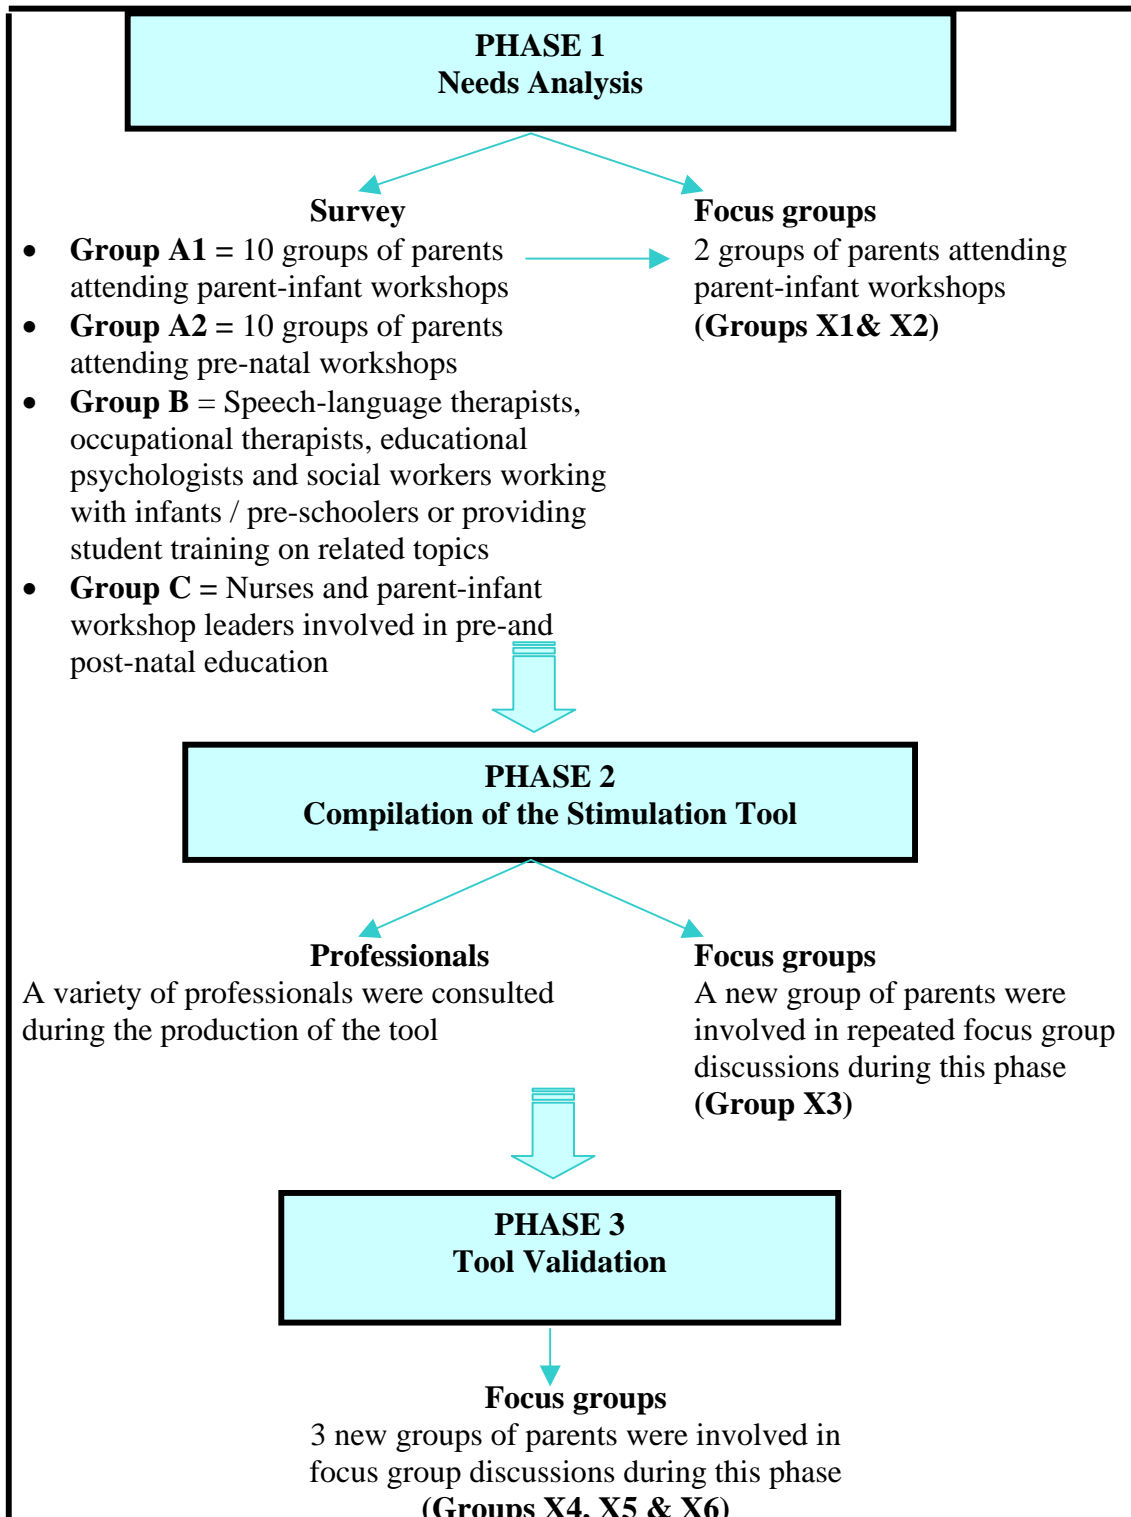 PHASE 1
Needs Analysis
Survey
• Group A1 = 10 groups of parents
attending parent-infant workshops
• Group A2 = 10 groups of parents
attending pre-natal workshops
• Group B = Speech-language therapists,
occupational therapists, educational
psychologists and social workers working
with infants / pre-schoolers or providing
student training on related topics
• Group C = Nurses and parent-infant
workshop leaders involved in pre-and
post-natal education
Focus groups
2 groups of parents attending
parent-infant workshops
(Groups X1& X2)
PHASE 2
Compilation of the Stimulation Tool
Professionals
A variety of professionals were consulted
during the production of the tool
Focus groups
A new group of parents were
involved in repeated focus group
discussions during this phase
(Group X3)
PHASE 3
Tool Validation
Focus groups
3 new groups of parents were involved in
focus group discussions during this phase
(Groups X4, X5 & X6)